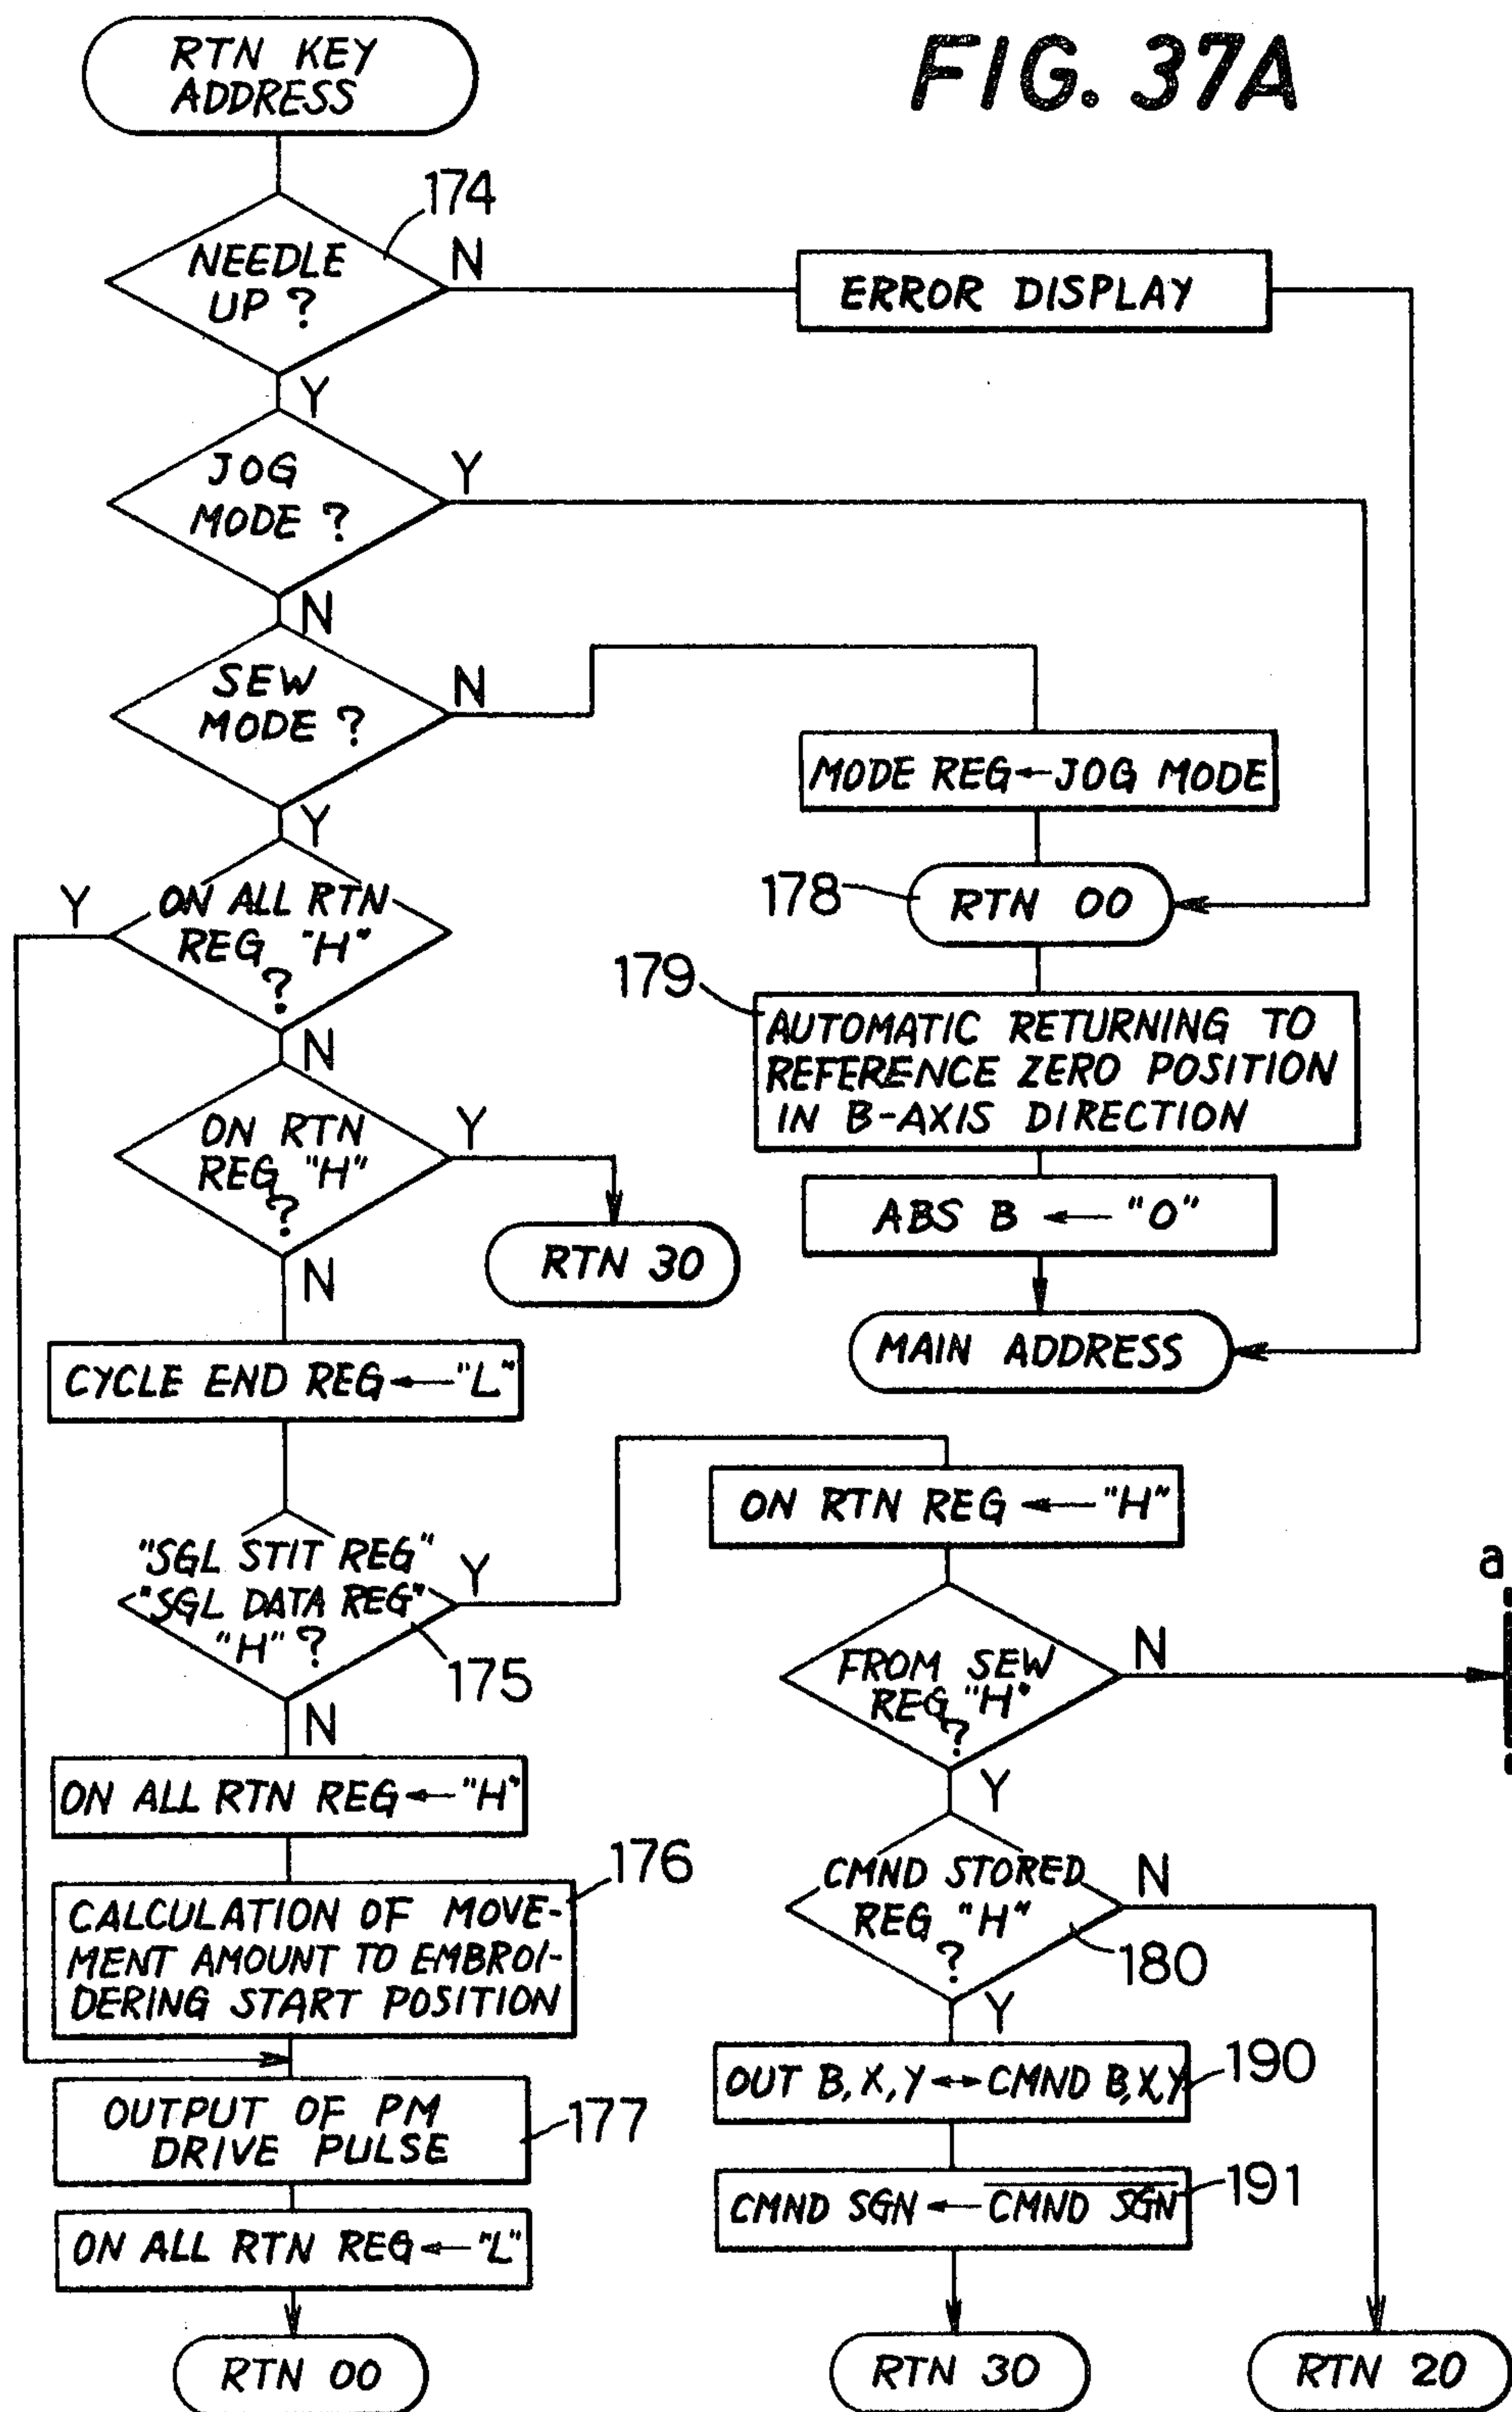 FIG. 37A
RTN KEY
ADDRESS
174
NEEDLE
UP ?
N
ERROR DISPLAY
Y
JOG
MODE ?
Y
N
SEW
MODE ?
N
MODE REG←JOG MODE
Y
178
RTN 00
Y
ON ALL RTN
REG "H"
?
179
AUTOMATIC RETURNING TO
REFERENCE ZERO POSITION
IN B-AXIS DIRECTION
N
ON RTN
REG "H"
?
Y
ABS B ← "0"
RTN 30
N
MAIN ADDRESS
CYCLE END REG←"L"
"SGL STIT REG"
"SGL DATA REG"
"H" ?
Y
175
ON RTN REG ← "H"
a
FROM SEW
REG "H"
?
N
N
ON ALL RTN REG←"H"
Y
176
CALCULATION OF MOVE-
MENT AMOUNT TO EMBROI-
DERING START POSITION
CMND STORED
REG "H"
?
N
180
Y
OUTPUT OF PM
DRIVE PULSE
177
OUT B, X, Y↔CMND B, X, Y
190
ON ALL RTN REG←"L"
CMND SGN ← C̅M̅N̅D̅ ̅S̅G̅N̅
191
RTN 00
RTN 30
RTN 20